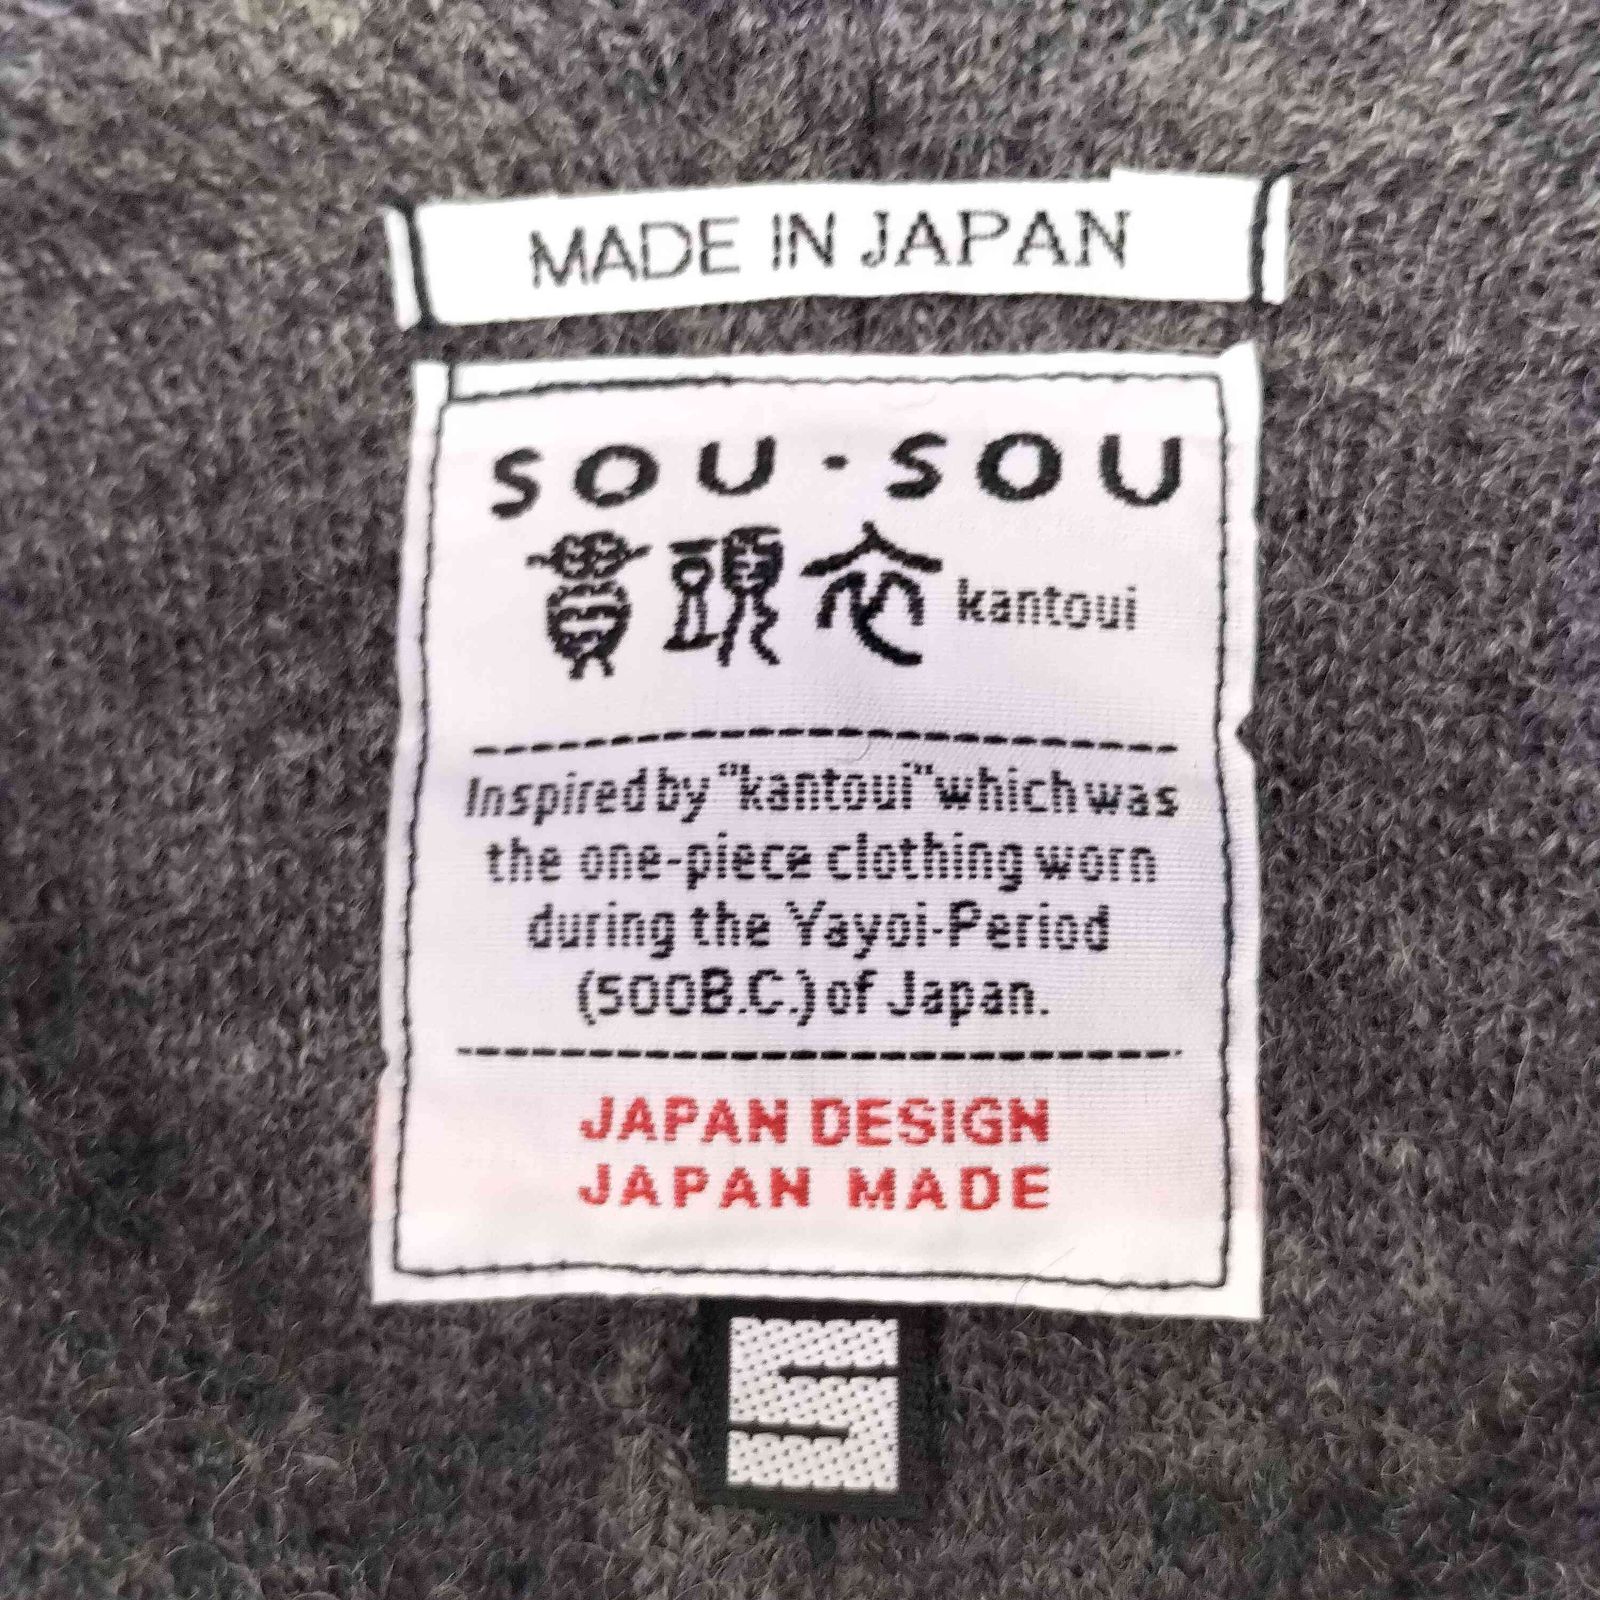 MADE IN JAPAN
SOU・SOU
貫頭衣 kantoui
Inspired by "kantoui" which was
the one-piece clothing worn
during the Yayoi-Period
(500B.C.) of Japan.
JAPAN DESIGN
JAPAN MADE
S